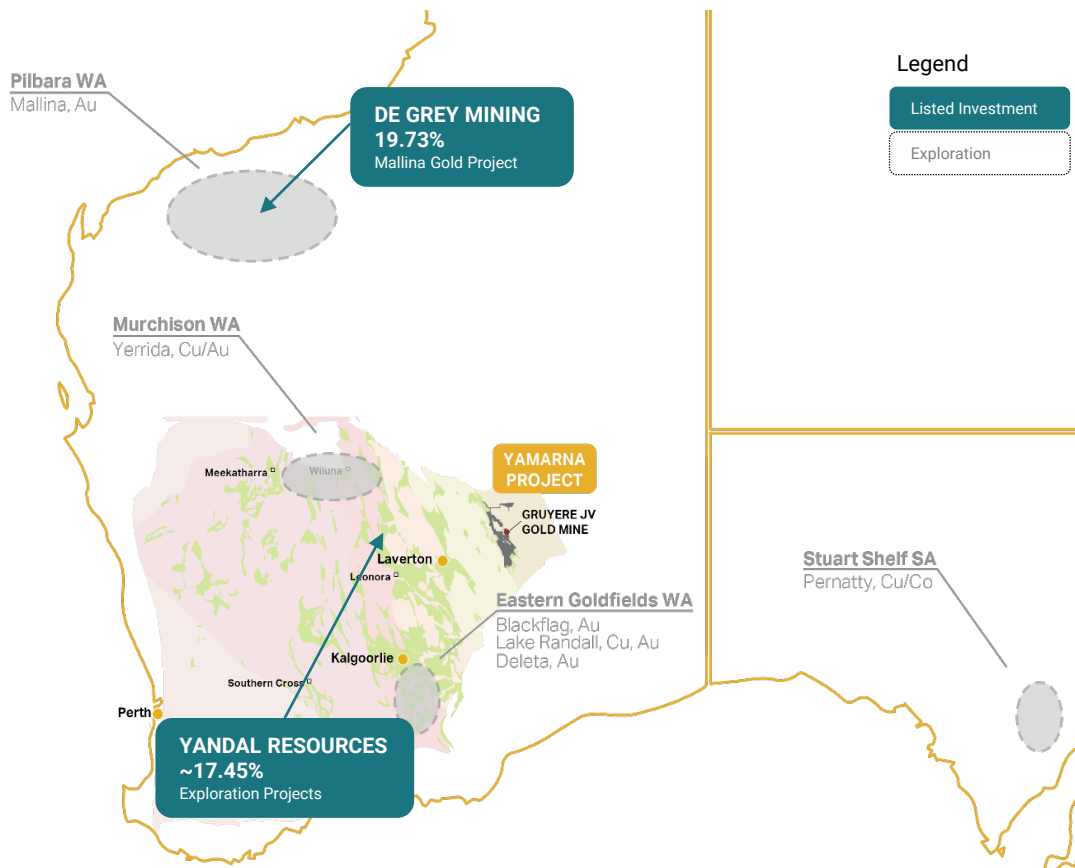 Pilbara WA
Mallina, Au
DE GREY MINING
19.73%
Mallina Gold Project
Legend
Listed Investment
Exploration
Murchison WA
Yerrida, Cu/Au
Meekatharra
Wiluna
YAMARNA
PROJECT
GRUYERE JV
GOLD MINE
Laverton
Leonora
Eastern Goldfields WA
Blackflag, Au
Lake Randall, Cu, Au
Deleta, Au
Stuart Shelf SA
Pernatty, Cu/Co
Kalgoorlie
Southern Cross
Perth
YANDAL RESOURCES
~17.45%
Exploration Projects